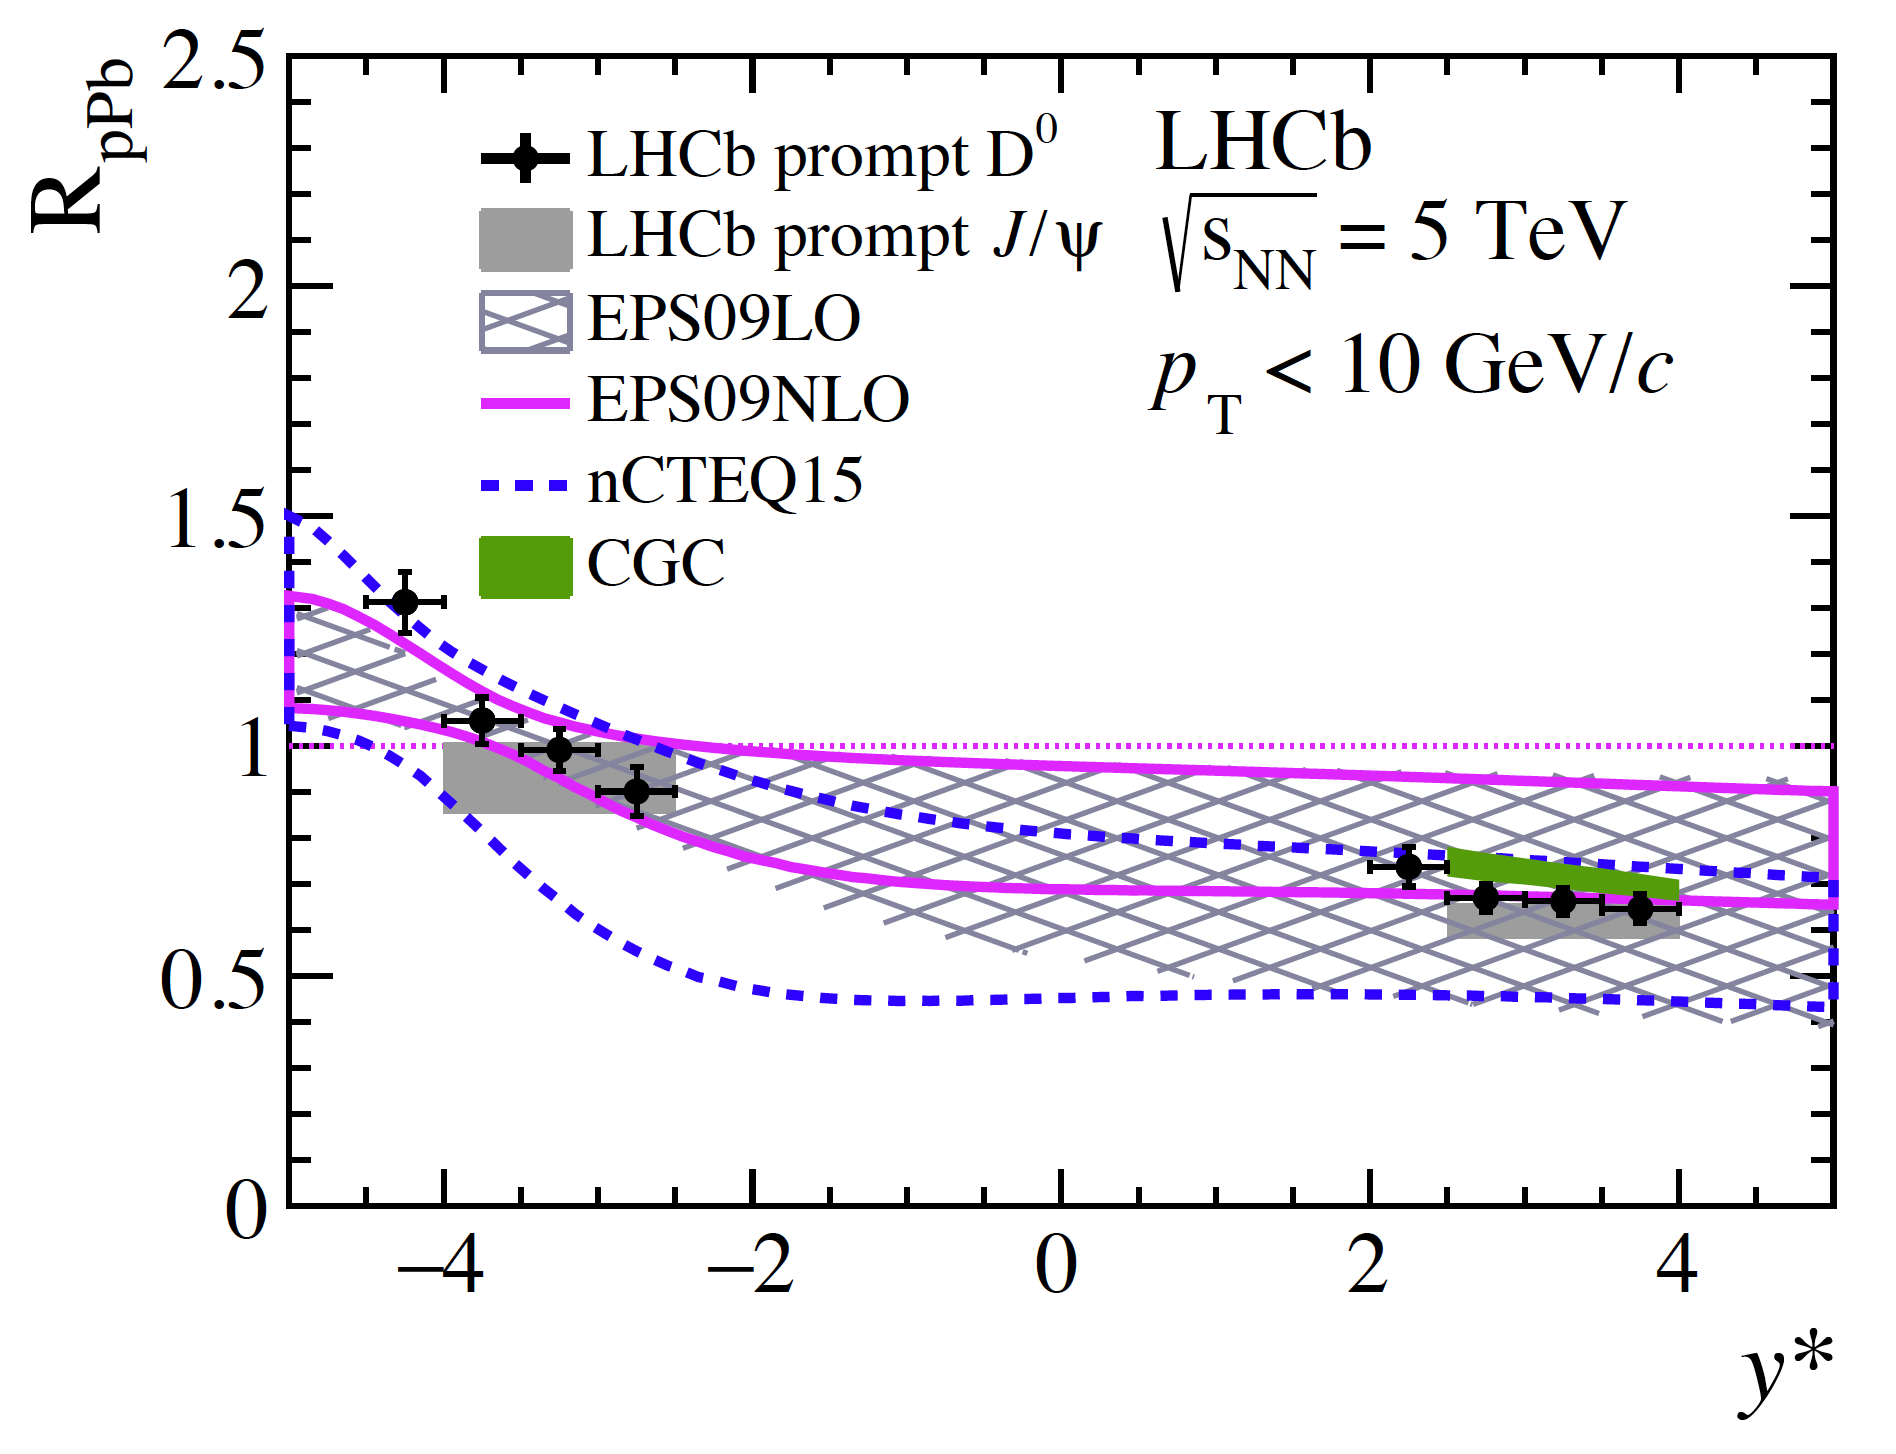 R_pPb
2.5
2
1.5
1
0.5
0
LHCb prompt D^0
LHCb prompt J/ψ
EPS09LO
EPS09NLO
nCTEQ15
CGC
LHCb
√s_NN = 5 TeV
p_T < 10 GeV/c
−4 −2 0 2 4
y*